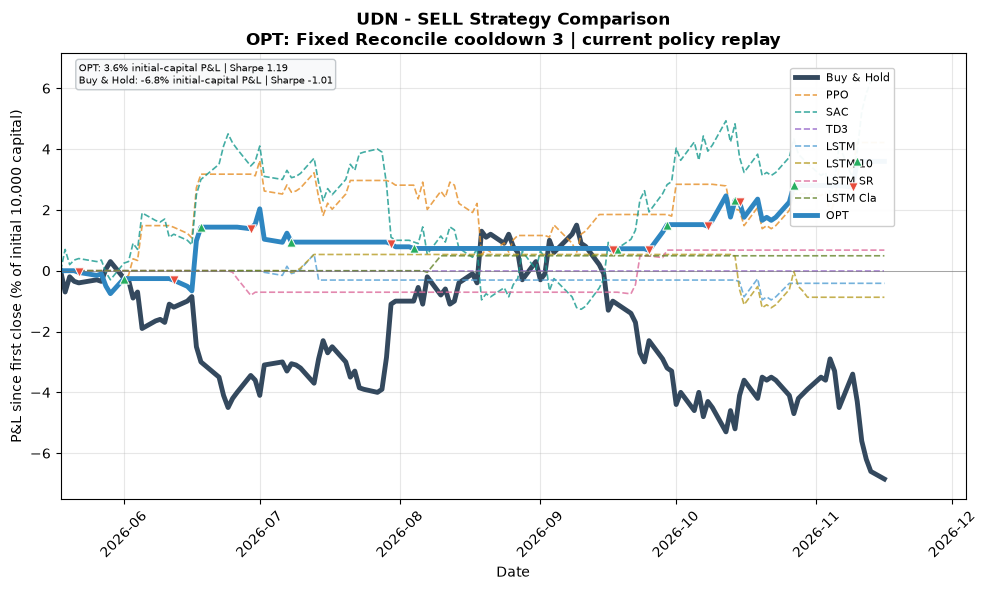 UDN - SELL Strategy Comparison
OPT: Fixed Reconcile cooldown 3 | current policy replay
OPT: 3.6% initial-capital P&L | Sharpe 1.19
Buy & Hold: -6.8% initial-capital P&L | Sharpe -1.01
Buy & Hold
PPO
SAC
TD3
LSTM
LSTM 10
LSTM SR
LSTM Cla
OPT
P&L since first close (% of initial 10,000 capital)
6
4
2
0
−2
−4
−6
2026-06
2026-07
2026-08
2026-09
2026-10
2026-11
2026-12
Date